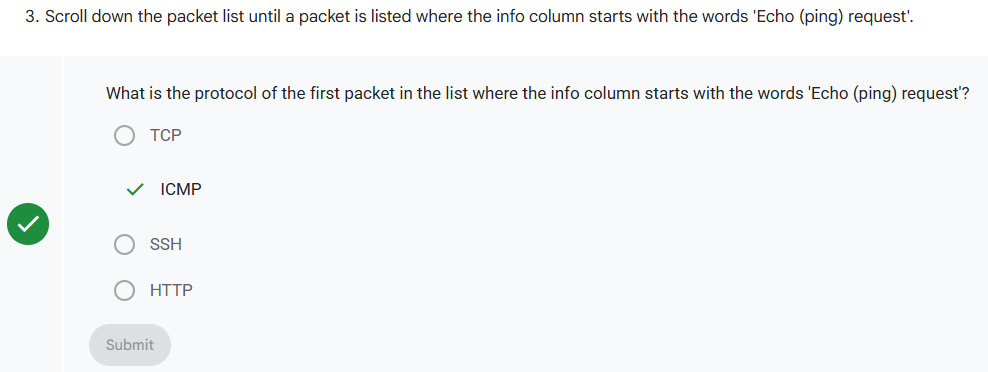 3. Scroll down the packet list until a packet is listed where the info column starts with the words 'Echo (ping) request'.
What is the protocol of the first packet in the list where the info column starts with the words 'Echo (ping) request'?
TCP
ICMP
SSH
HTTP
Submit